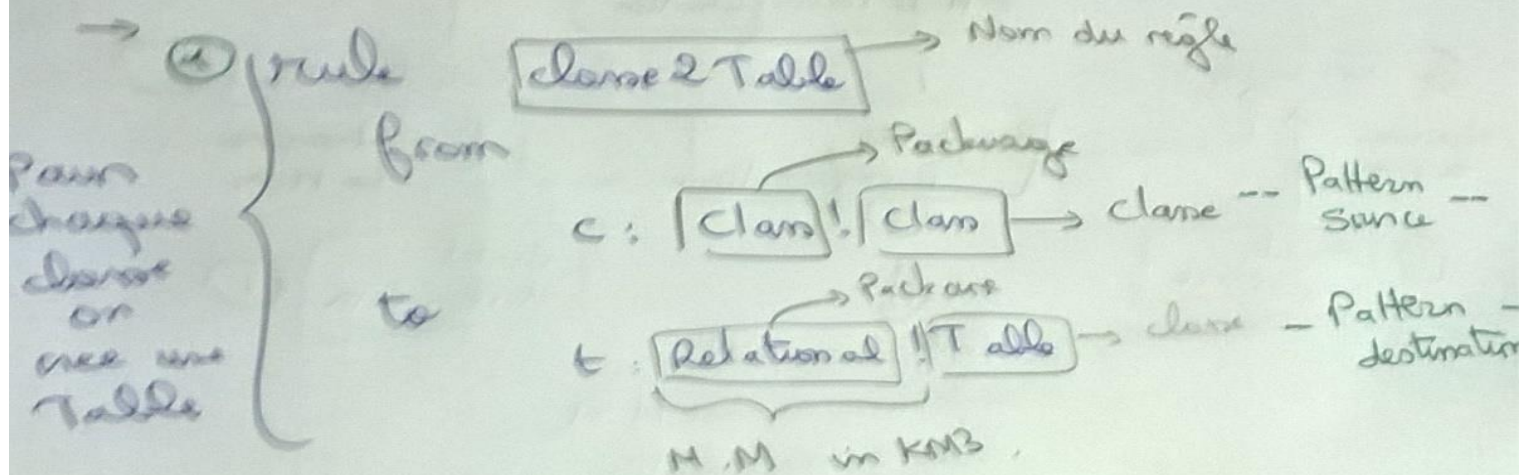 → ① rule classe2Table → Nom du règle
from → Package
c : Class ! Class → classe -- Pattern source --
to → Package
t : Relational ! Table → classe - Pattern - destination
M.M in KM3.
Pour
chaque
classe
on
cree une
Table